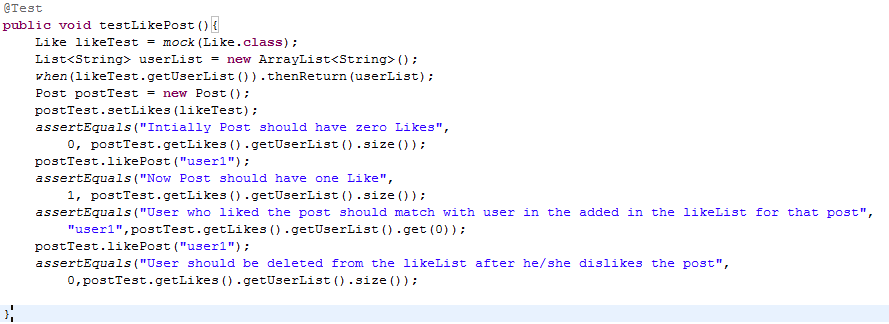 @Test
public void testLikePost(){
    Like likeTest = mock(Like.class);
    List<String> userList = new ArrayList<String>();
    when(likeTest.getUserList()).thenReturn(userList);
    Post postTest = new Post();
    postTest.setLikes(likeTest);
    assertEquals("Intially Post should have zero Likes",
        0, postTest.getLikes().getUserList().size());
    postTest.likePost("user1");
    assertEquals("Now Post should have one Like",
        1, postTest.getLikes().getUserList().size());
    assertEquals("User who liked the post should match with user in the added in the likeList for that post",
        "user1",postTest.getLikes().getUserList().get(0));
    postTest.likePost("user1");
    assertEquals("User should be deleted from the likeList after he/she dislikes the post",
        0,postTest.getLikes().getUserList().size());
}